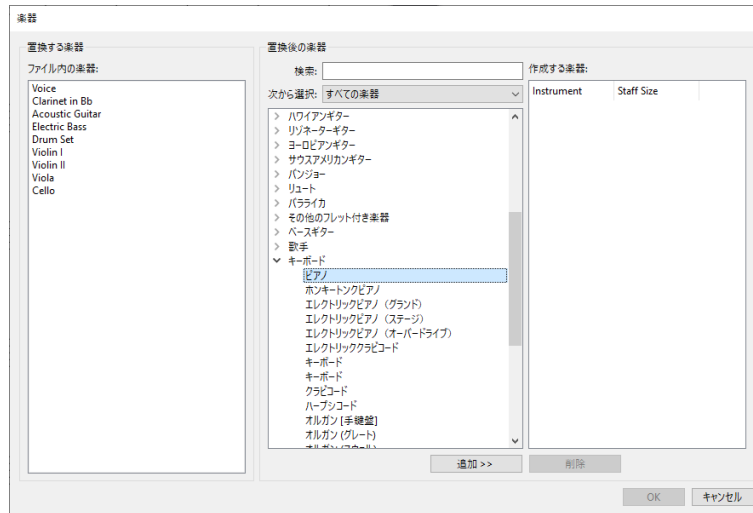 楽器
置換する楽器
ファイル内の楽器:
Voice
Clarinet in Bb
Acoustic Guitar
Electric Bass
Drum Set
Violin I
Violin II
Viola
Cello
置換後の楽器
検索:
次から選択: すべての楽器
ハワイアンギター
リゾネーターギター
ヨーロピアンギター
サウスアメリカンギター
バンジョー
リュート
バラライカ
その他のフレット付き楽器
ベースギター
歌手
キーボード
ピアノ
ホンキートンクピアノ
エレクトリックピアノ（グランド）
エレクトリックピアノ（ステージ）
エレクトリックピアノ（オーバードライブ）
エレクトリッククラビコード
キーボード
キーボード
クラビコード
ハープシコード
オルガン [手鍵盤]
オルガン (グレート)
追加 >>
作成する楽器:
Instrument Staff Size
削除
OK キャンセル